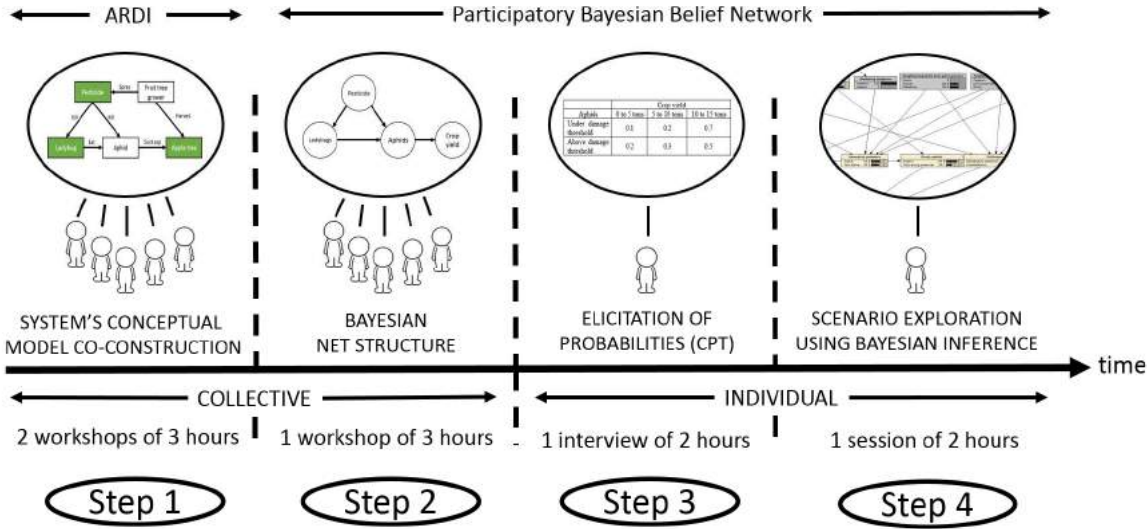 ARDI
Participatory Bayesian Belief Network
Pesticide
Fruit tree
grower
Ladybug
Eat
Aphid
Apple tree
Pesticide
Ladybugs
Aphids
Crop
yield
Crop yield
Aphids 0 to 5 tons 5 to 10 tons 10 to 15 tons
Under damage
threshold 0.1 0.2 0.7
Above damage
threshold 0.2 0.3 0.5
SYSTEM'S CONCEPTUAL
MODEL CO-CONSTRUCTION
BAYESIAN
NET STRUCTURE
ELICITATION OF
PROBABILITIES (CPT)
SCENARIO EXPLORATION
USING BAYESIAN INFERENCE
time
COLLECTIVE
INDIVIDUAL
2 workshops of 3 hours
1 workshop of 3 hours
1 interview of 2 hours
1 session of 2 hours
Step 1
Step 2
Step 3
Step 4